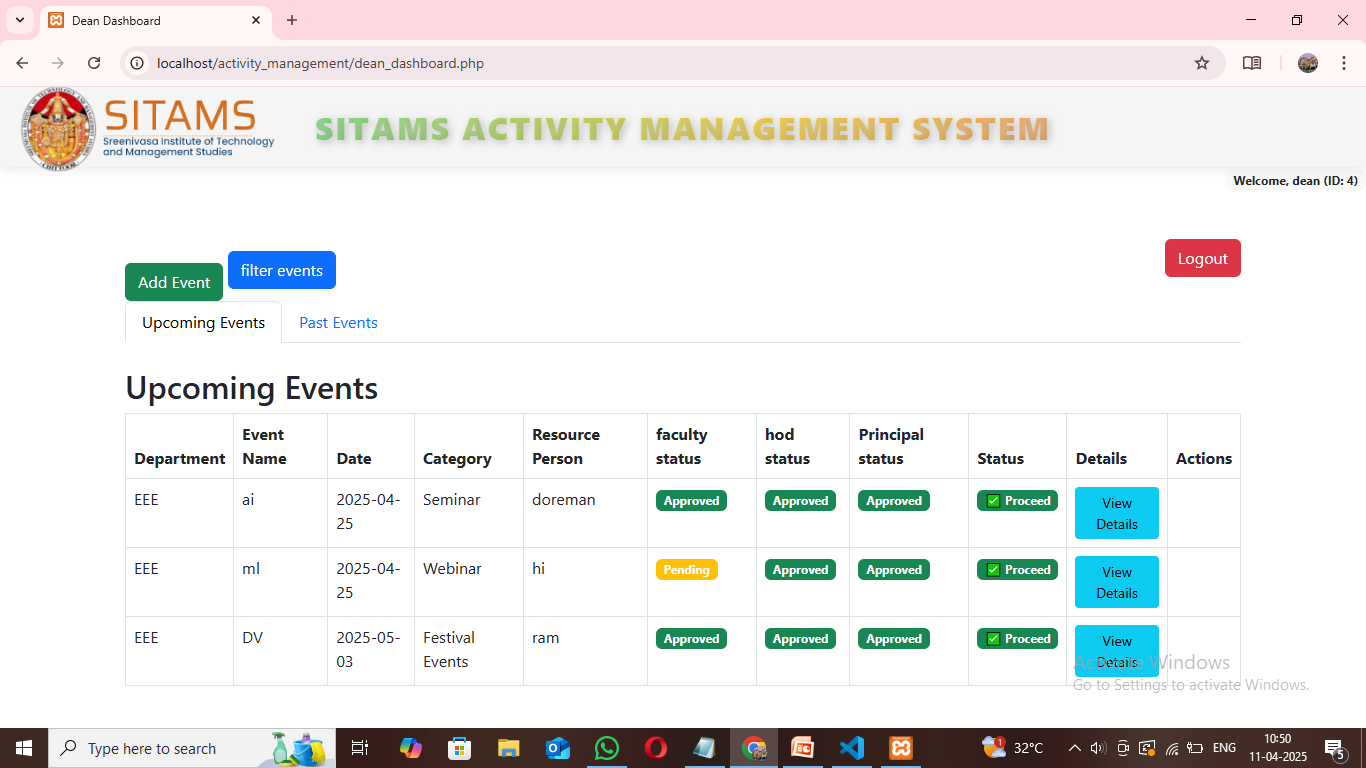 Dean Dashboard
localhost/activity_management/dean_dashboard.php
SITAMS
Sreenivasa Institute of Technology
and Management Studies
SITAMS ACTIVITY MANAGEMENT SYSTEM
Welcome, dean (ID: 4)
Add Event
filter events
Logout
Upcoming Events
Past Events
Upcoming Events
Department
Event
Name
Date
Category
Resource
Person
faculty
status
hod
status
Principal
status
Status
Details
Actions
EEE
ai
2025-04-
25
Seminar
doreman
Approved
Approved
Approved
✅ Proceed
View
Details
EEE
ml
2025-04-
25
Webinar
hi
Pending
Approved
Approved
✅ Proceed
View
Details
EEE
DV
2025-05-
03
Festival
Events
ram
Approved
Approved
Approved
✅ Proceed
View
Details
Activate Windows
Go to Settings to activate Windows.
Type here to search
32°C
ENG
10:50
11-04-2025
5